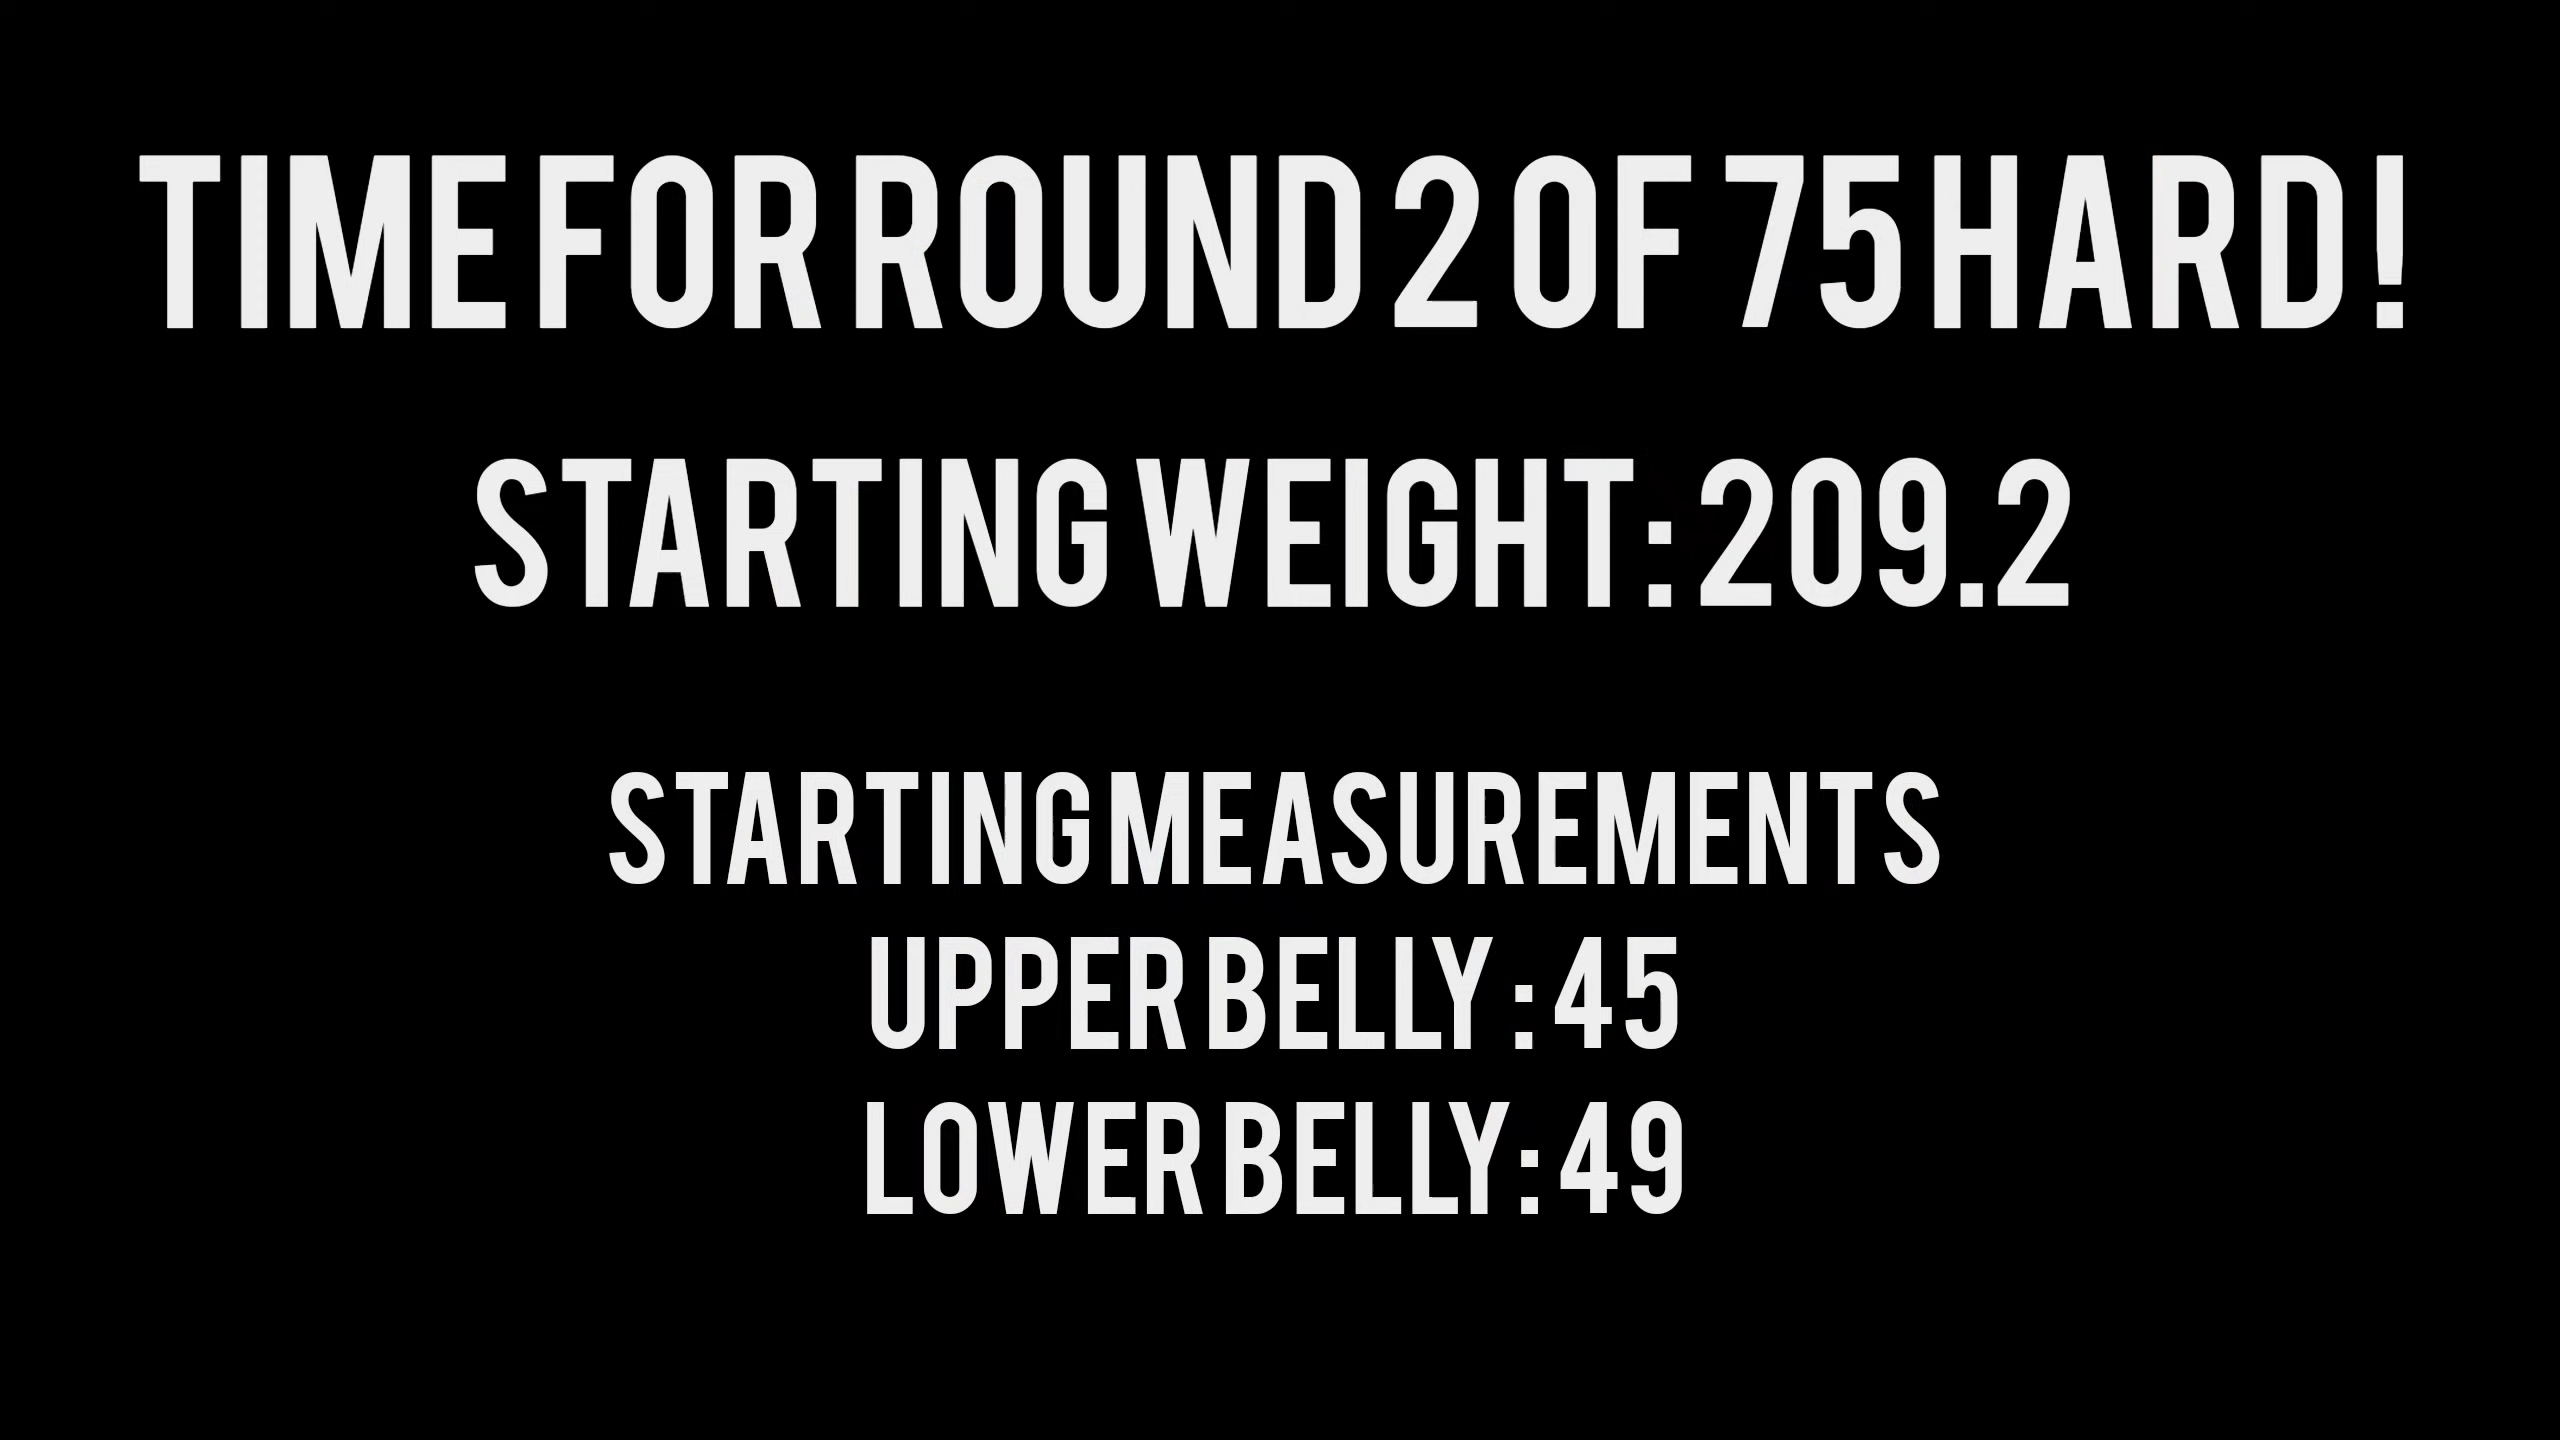 TIME FOR ROUND 2 OF 75 HARD!
STARTING WEIGHT: 209.2
STARTING MEASUREMENTS
UPPER BELLY: 45
LOWER BELLY: 49